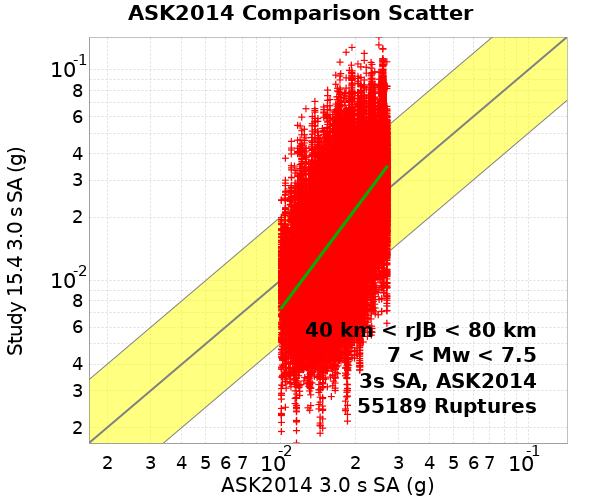 ASK2014 Comparison Scatter
Study 15.4 3.0 s SA (g)
10-1
8
6
4
3
2
10-2
8
6
4
3
2
40 km < rJB < 80 km
7 < Mw < 7.5
3s SA, ASK2014
55189 Ruptures
2 3 4 5 6 7 10-2 2 3 4 5 6 7 10-1
ASK2014 3.0 s SA (g)